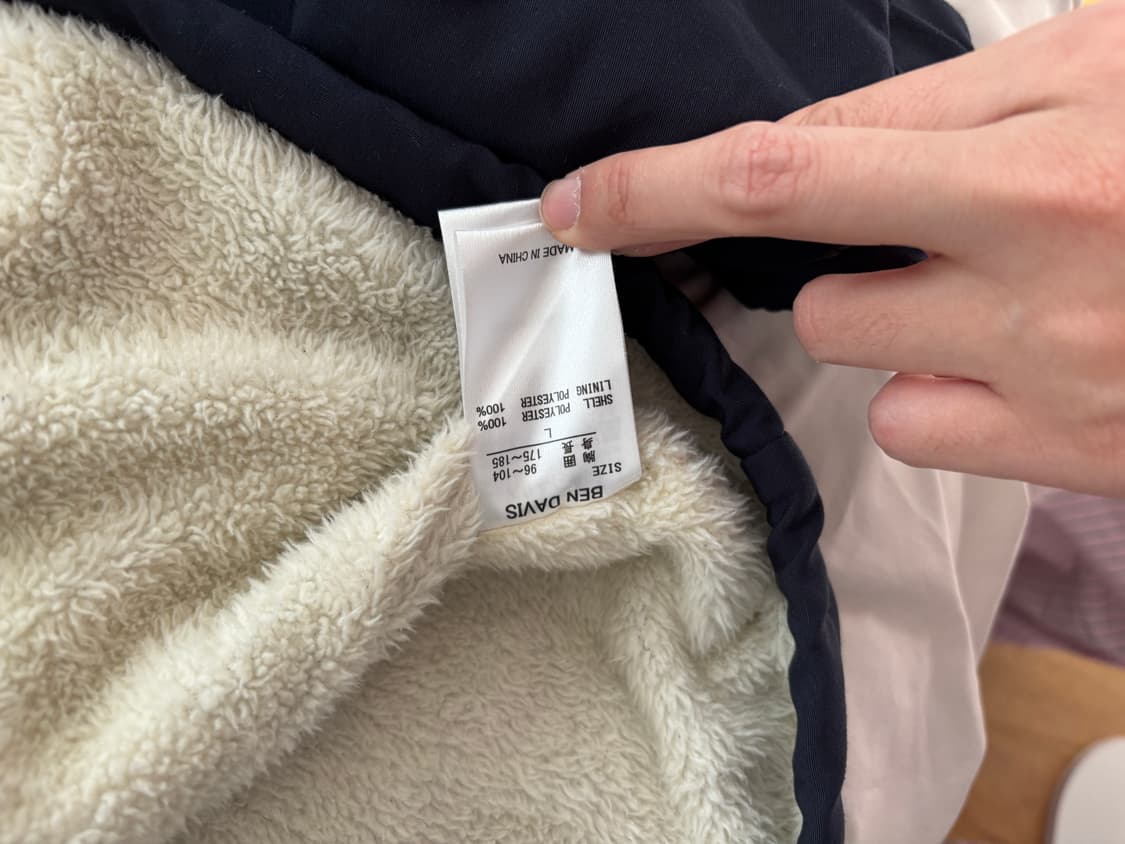 BEN DAVIS
SIZE
胸囲 96~104
身長 175~185
L
SHELL POLYESTER 100%
LINING POLYESTER 100%
MADE IN CHINA